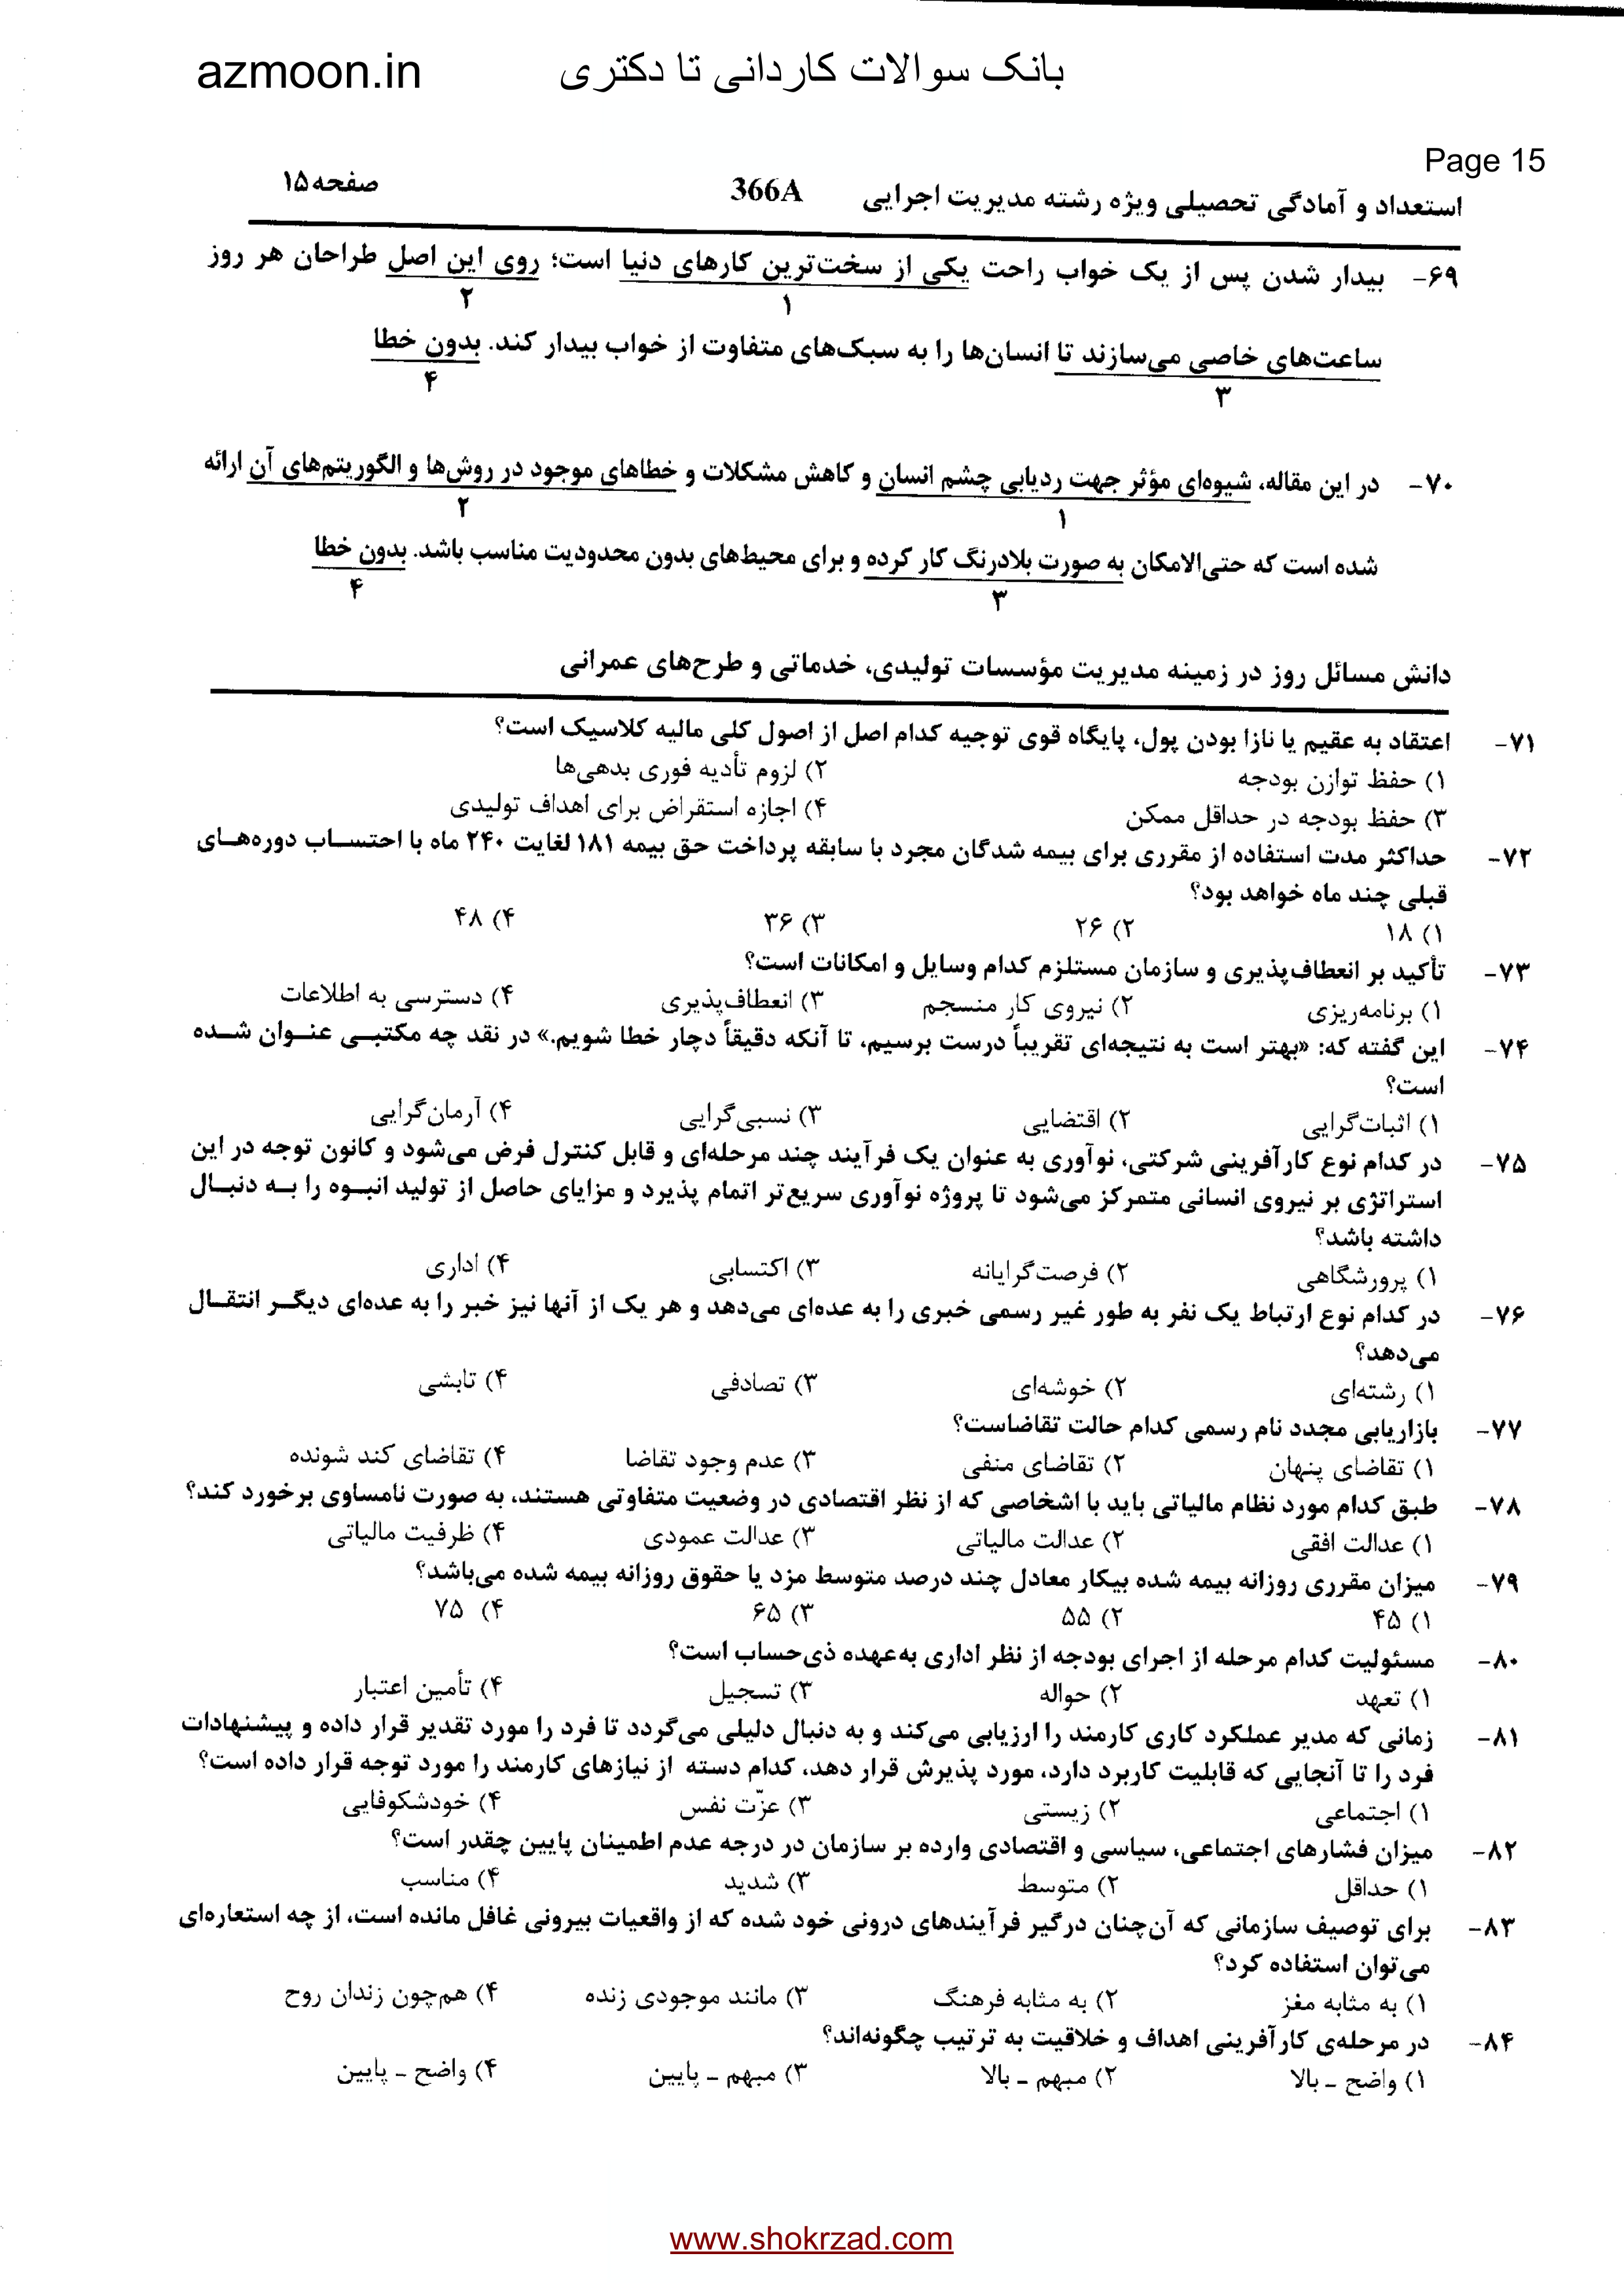 azmoon.in بانک سوالات کاردانی تا دکتری
Page 15
استعداد و آمادگی تحصیلی ویژه رشته مدیریت اجرایی 366A صفحه ۱۵
۶۹- بیدار شدن پس از یک خواب راحت یکی از سخت‌ترین کارهای دنیا است؛ روی این اصل طراحان هر روز
۱ ۲
ساعت‌های خاصی می‌سازند تا انسان‌ها را به سبک‌های متفاوت از خواب بیدار کند. بدون خطا
۳ ۴
۷۰- در این مقاله، شیوه‌ای مؤثر جهت ردیابی چشم انسان و کاهش مشکلات و خطاهای موجود در روش‌ها و الگوریتم‌های آن ارائه
۱ ۲
شده است که حتی‌الامکان به صورت بلادرنگ کار کرده و برای محیط‌های بدون محدودیت مناسب باشد. بدون خطا
۳ ۴
دانش مسائل روز در زمینه مدیریت مؤسسات تولیدی، خدماتی و طرح‌های عمرانی
۷۱- اعتقاد به عقیم یا نازا بودن پول، پایگاه قوی توجیه کدام اصل از اصول کلی مالیه کلاسیک است؟
۱) حفظ توازن بودجه ۲) لزوم تأدیه فوری بدهی‌ها
۳) حفظ بودجه در حداقل ممکن ۴) اجازه استقراض برای اهداف تولیدی
۷۲- حداکثر مدت استفاده از مقرری برای بیمه شدگان مجرد با سابقه پرداخت حق بیمه ۱۸۱ لغایت ۲۴۰ ماه با احتساب دوره‌های
قبلی چند ماه خواهد بود؟
۱) ۱۸ ۲) ۲۶ ۳) ۳۶ ۴) ۴۸
۷۳- تأکید بر انعطاف‌پذیری و سازمان مستلزم کدام وسایل و امکانات است؟
۱) برنامه‌ریزی ۲) نیروی کار منسجم ۳) انعطاف‌پذیری ۴) دسترسی به اطلاعات
۷۴- این گفته که: «بهتر است به نتیجه‌ای تقریباً درست برسیم، تا آنکه دقیقاً دچار خطا شویم.» در نقد چه مکتبی عنوان شده
است؟
۱) اثبات‌گرایی ۲) اقتضایی ۳) نسبی‌گرایی ۴) آرمان‌گرایی
۷۵- در کدام نوع کارآفرینی شرکتی، نوآوری به عنوان یک فرآیند چند مرحله‌ای و قابل کنترل فرض می‌شود و کانون توجه در این
استراتژی بر نیروی انسانی متمرکز می‌شود تا پروژه نوآوری سریع‌تر اتمام پذیرد و مزایای حاصل از تولید انبوه را به دنبال
داشته باشد؟
۱) پرورشگاهی ۲) فرصت‌گرایانه ۳) اکتسابی ۴) اداری
۷۶- در کدام نوع ارتباط یک نفر به طور غیر رسمی خبری را به عده‌ای می‌دهد و هر یک از آنها نیز خبر را به عده‌ای دیگر انتقال
می‌دهد؟
۱) رشته‌ای ۲) خوشه‌ای ۳) تصادفی ۴) تابشی
۷۷- بازاریابی مجدد نام رسمی کدام حالت تقاضاست؟
۱) تقاضای پنهان ۲) تقاضای منفی ۳) عدم وجود تقاضا ۴) تقاضای کند شونده
۷۸- طبق کدام مورد نظام مالیاتی باید با اشخاصی که از نظر اقتصادی در وضعیت متفاوتی هستند، به صورت نامساوی برخورد کند؟
۱) عدالت افقی ۲) عدالت مالیاتی ۳) عدالت عمودی ۴) ظرفیت مالیاتی
۷۹- میزان مقرری روزانه بیمه شده بیکار معادل چند درصد متوسط مزد یا حقوق روزانه بیمه شده می‌باشد؟
۱) ۴۵ ۲) ۵۵ ۳) ۶۵ ۴) ۷۵
۸۰- مسئولیت کدام مرحله از اجرای بودجه از نظر اداری به‌عهده ذی‌حساب است؟
۱) تعهد ۲) حواله ۳) تسجیل ۴) تأمین اعتبار
۸۱- زمانی که مدیر عملکرد کاری کارمند را ارزیابی می‌کند و به دنبال دلیلی می‌گردد تا فرد را مورد تقدیر قرار داده و پیشنهادات
فرد را تا آنجایی که قابلیت کاربرد دارد، مورد پذیرش قرار دهد، کدام دسته از نیازهای کارمند را مورد توجه قرار داده است؟
۱) اجتماعی ۲) زیستی ۳) عزّت نفس ۴) خودشکوفایی
۸۲- میزان فشارهای اجتماعی، سیاسی و اقتصادی وارده بر سازمان در درجه عدم اطمینان پایین چقدر است؟
۱) حداقل ۲) متوسط ۳) شدید ۴) مناسب
۸۳- برای توصیف سازمانی که آن‌چنان درگیر فرآیندهای درونی خود شده که از واقعیات بیرونی غافل مانده است، از چه استعاره‌ای
می‌توان استفاده کرد؟
۱) به مثابه مغز ۲) به مثابه فرهنگ ۳) مانند موجودی زنده ۴) هم‌چون زندان روح
۸۴- در مرحله‌ی کارآفرینی اهداف و خلاقیت به ترتیب چگونه‌اند؟
۱) واضح ـ بالا ۲) مبهم ـ بالا ۳) مبهم ـ پایین ۴) واضح ـ پایین
www.shokrzad.com